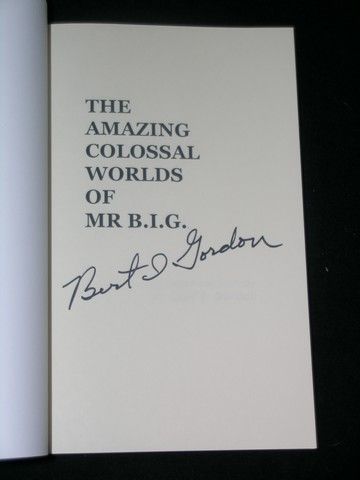 THE
AMAZING
COLOSSAL
WORLDS
OF
MR B.I.G.
Bert I Gordon